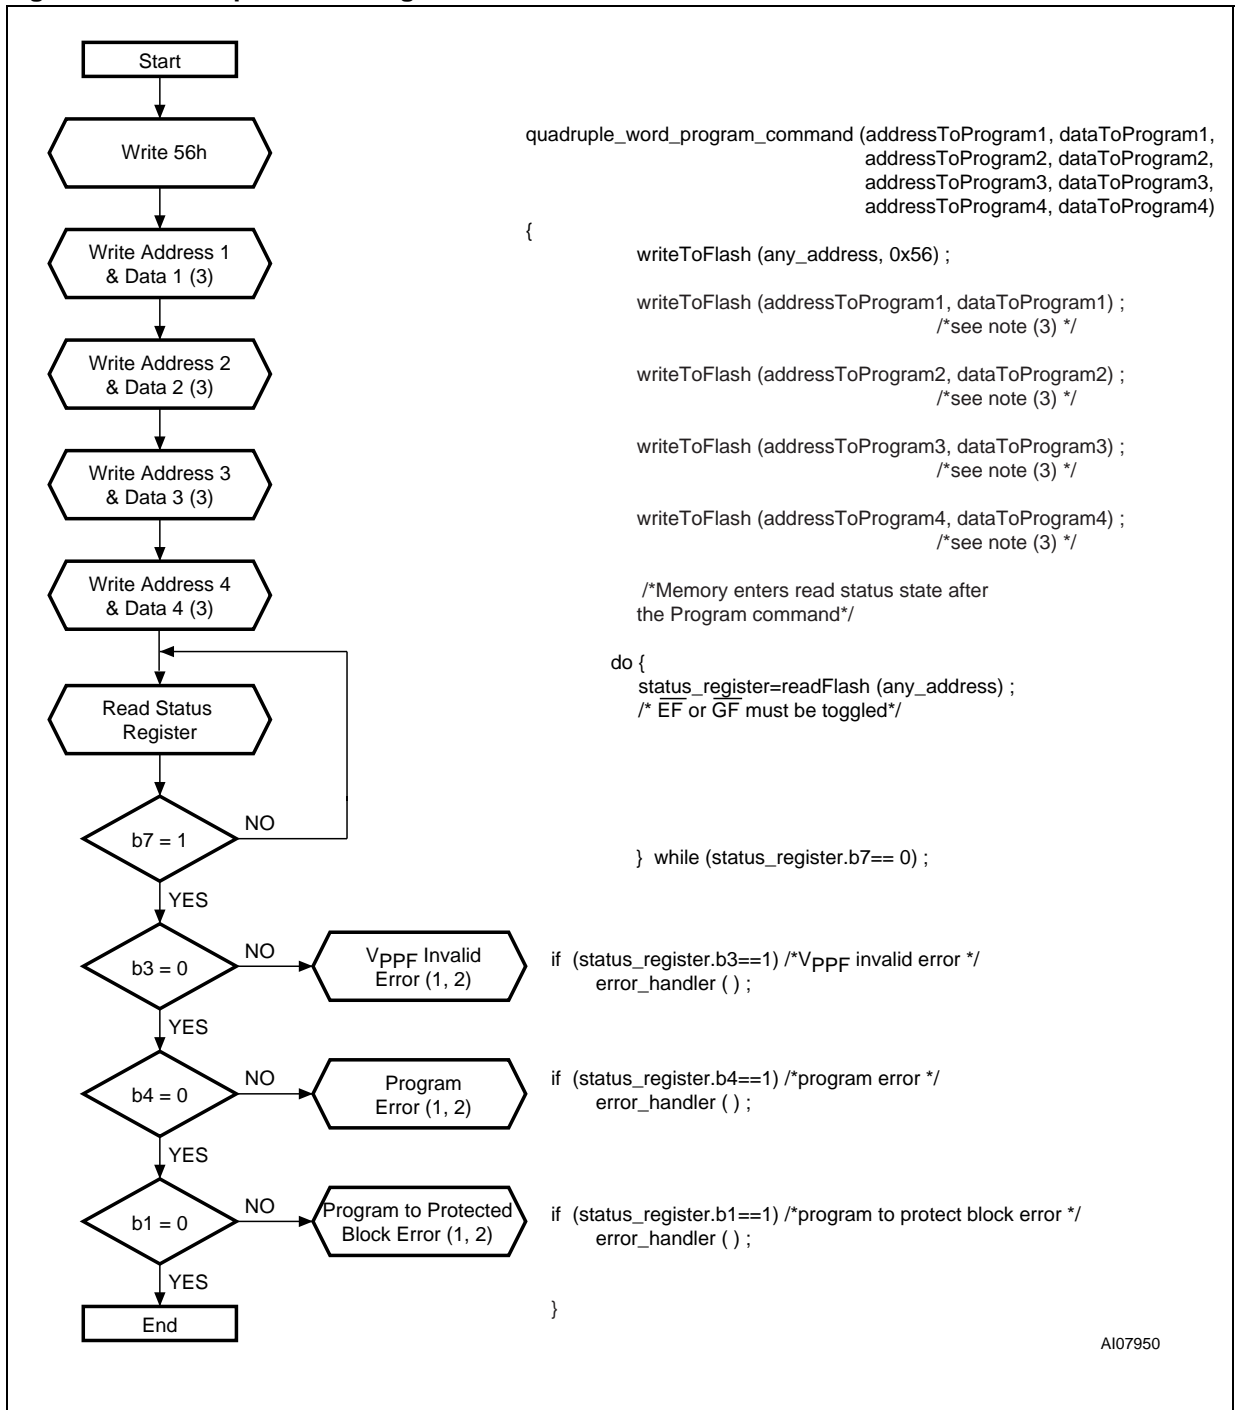 Start
Write 56h
Write Address 1
& Data 1 (3)
Write Address 2
& Data 2 (3)
Write Address 3
& Data 3 (3)
Write Address 4
& Data 4 (3)
Read Status
Register
b7 = 1
NO
YES
b3 = 0
NO
VPPF Invalid
Error (1, 2)
YES
b4 = 0
NO
Program
Error (1, 2)
YES
b1 = 0
NO
Program to Protected
Block Error (1, 2)
YES
End
quadruple_word_program_command (addressToProgram1, dataToProgram1,
addressToProgram2, dataToProgram2,
addressToProgram3, dataToProgram3,
addressToProgram4, dataToProgram4)
{
writeToFlash (any_address, 0x56) ;
writeToFlash (addressToProgram1, dataToProgram1) ;
/*see note (3) */
writeToFlash (addressToProgram2, dataToProgram2) ;
/*see note (3) */
writeToFlash (addressToProgram3, dataToProgram3) ;
/*see note (3) */
writeToFlash (addressToProgram4, dataToProgram4) ;
/*see note (3) */
/*Memory enters read status state after
the Program command*/
do {
status_register=readFlash (any_address) ;
/* E̅F̅ or G̅F̅ must be toggled*/
} while (status_register.b7== 0) ;
if (status_register.b3==1) /*VPPF invalid error */
error_handler ( ) ;
if (status_register.b4==1) /*program error */
error_handler ( ) ;
if (status_register.b1==1) /*program to protect block error */
error_handler ( ) ;
}
AI07950